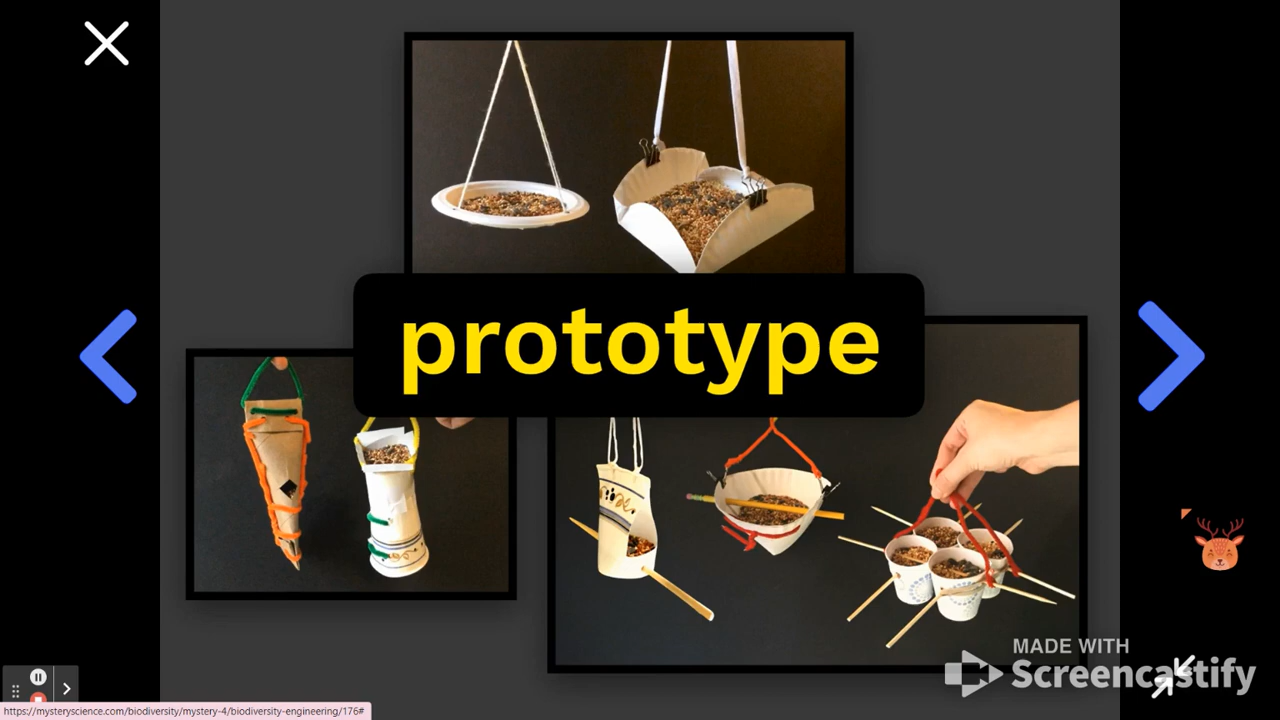 prototype
MADE WITH
Screencastify
https://mysteryscience.com/biodiversity/mystery-4/biodiversity-engineering/176#